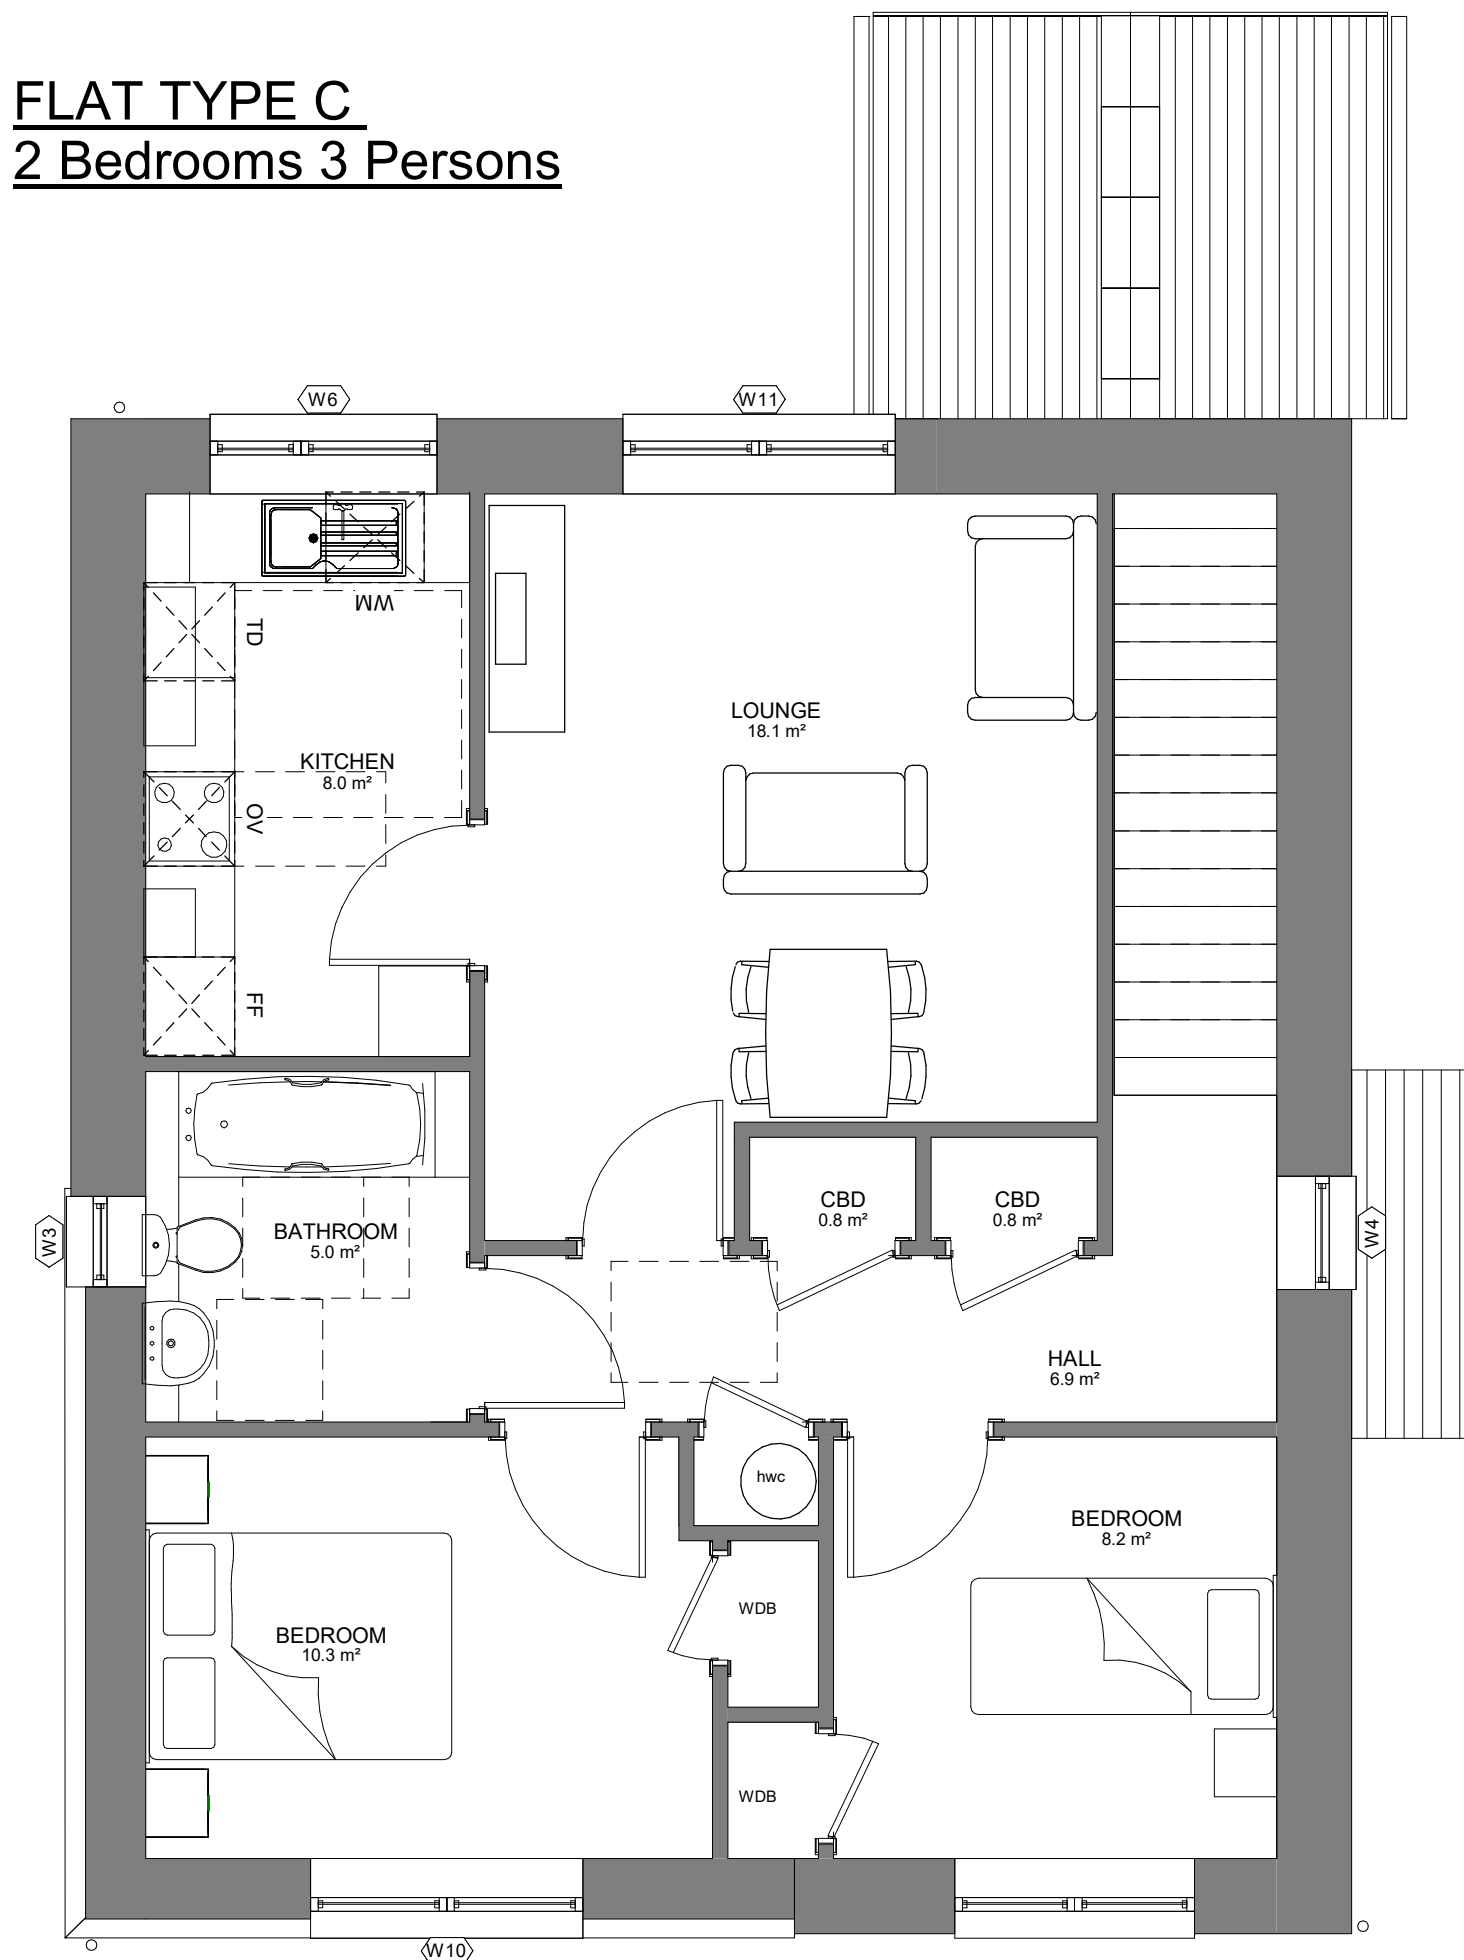 FLAT TYPE C
2 Bedrooms 3 Persons
W6
W11
WM
TD
LOUNGE
18.1 m²
KITCHEN
8.0 m²
OV
FF
CBD
0.8 m²
CBD
0.8 m²
BATHROOM
5.0 m²
W3
W4
HALL
6.9 m²
hwc
BEDROOM
8.2 m²
WDB
BEDROOM
10.3 m²
WDB
W10